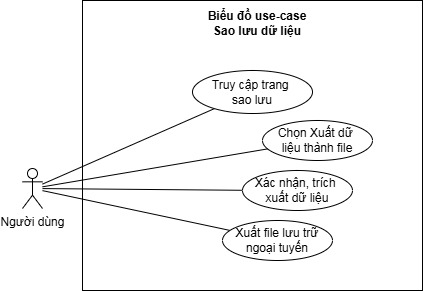 Biểu đồ use-case
Sao lưu dữ liệu
Truy cập trang
sao lưu
Chọn Xuất dữ
liệu thành file
Xác nhận, trích
xuất dữ liệu
Xuất file lưu trữ
ngoại tuyến
Người dùng